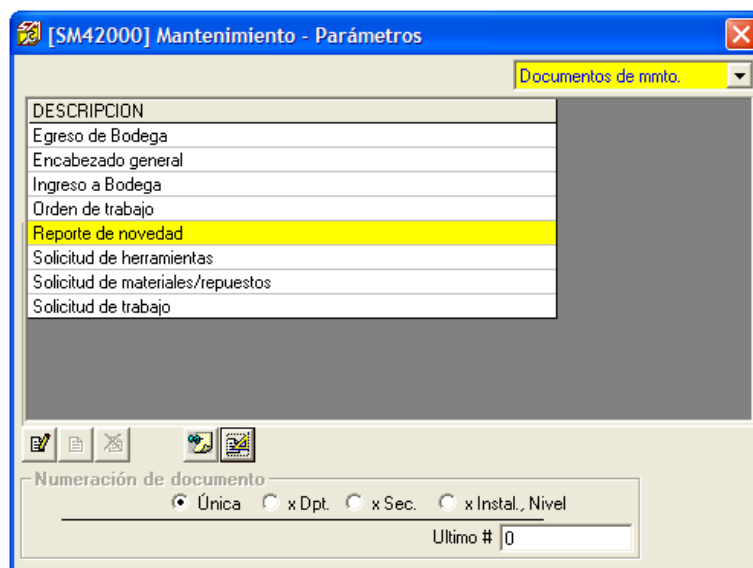 [SM42000] Mantenimiento - Parámetros
Documentos de mmto.
DESCRIPCION
Egreso de Bodega
Encabezado general
Ingreso a Bodega
Orden de trabajo
Reporte de novedad
Solicitud de herramientas
Solicitud de materiales/repuestos
Solicitud de trabajo
Numeración de documento
Única x Dpt. x Sec. x Instal., Nivel
Ultimo # 0